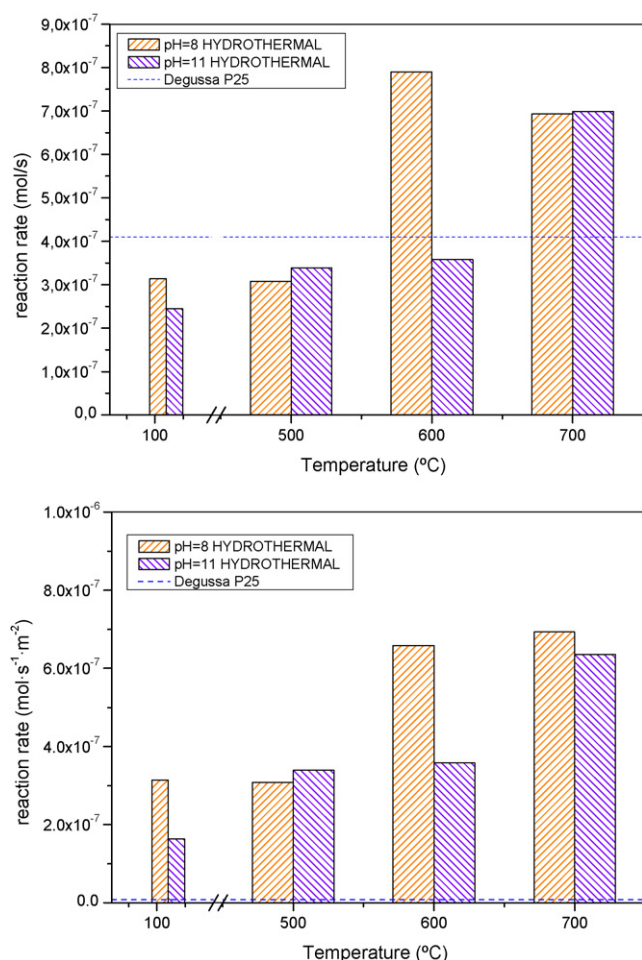 9,0x10⁻⁷
8,0x10⁻⁷
7,0x10⁻⁷
6,0x10⁻⁷
5,0x10⁻⁷
4,0x10⁻⁷
3,0x10⁻⁷
2,0x10⁻⁷
1,0x10⁻⁷
0,0
reaction rate (mol/s)
pH=8 HYDROTHERMAL
pH=11 HYDROTHERMAL
Degussa P25
100 500 600 700
Temperature (ºC)
1.0x10⁻⁶
8.0x10⁻⁷
6.0x10⁻⁷
4.0x10⁻⁷
2.0x10⁻⁷
0.0
reaction rate (mol·s⁻¹·m⁻²)
pH=8 HYDROTHERMAL
pH=11 HYDROTHERMAL
Degussa P25
100 500 600 700
Temperature (ºC)